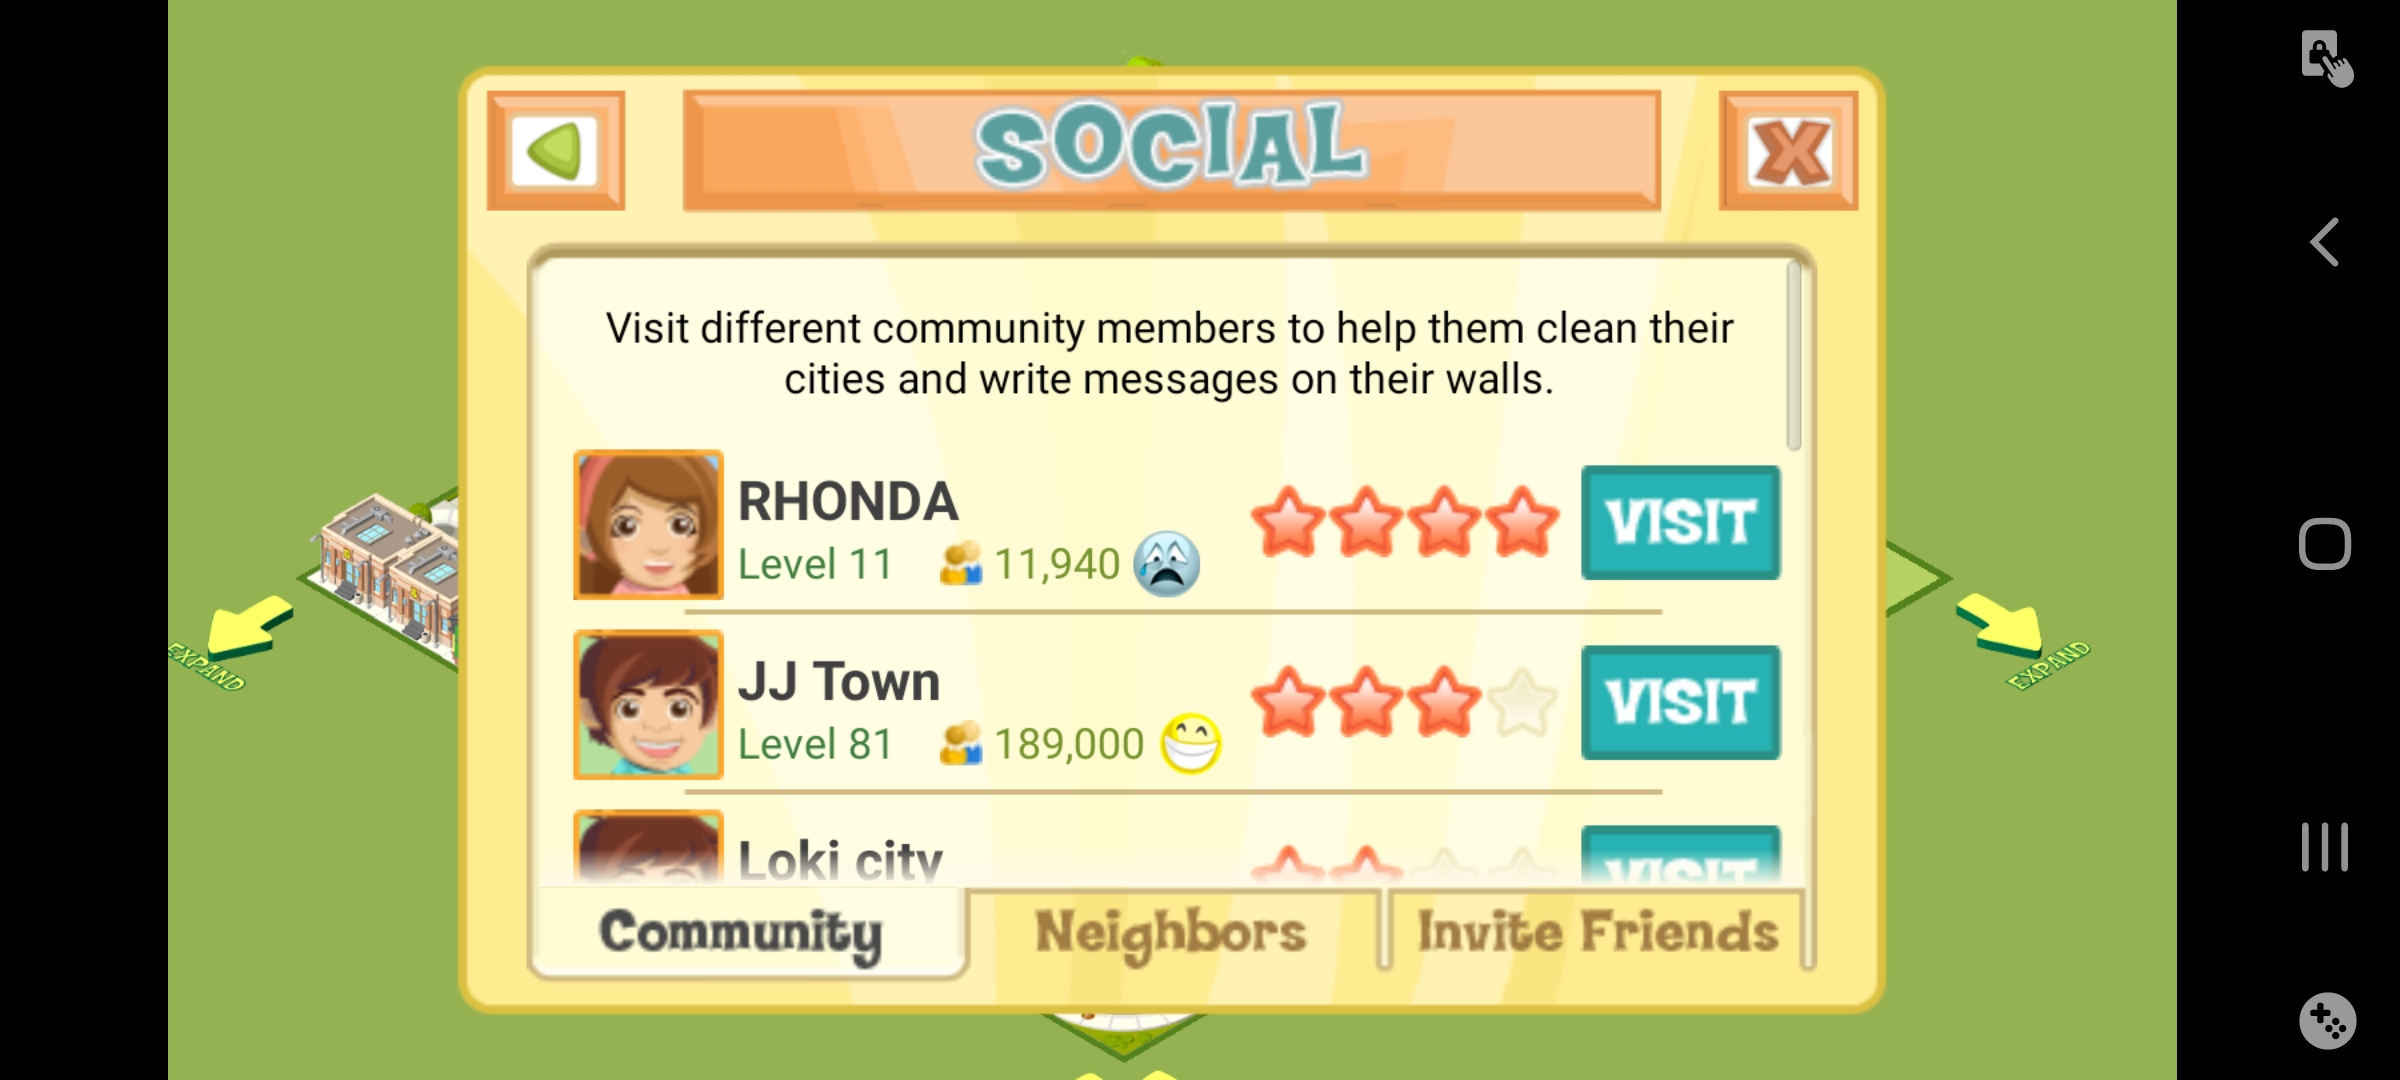 SOCIAL
Visit different community members to help them clean their
cities and write messages on their walls.
RHONDA
Level 11 11,940
VISIT
JJ Town
Level 81 189,000
VISIT
Loki city
VISIT
EXPAND
EXPAND
Community Neighbors Invite Friends